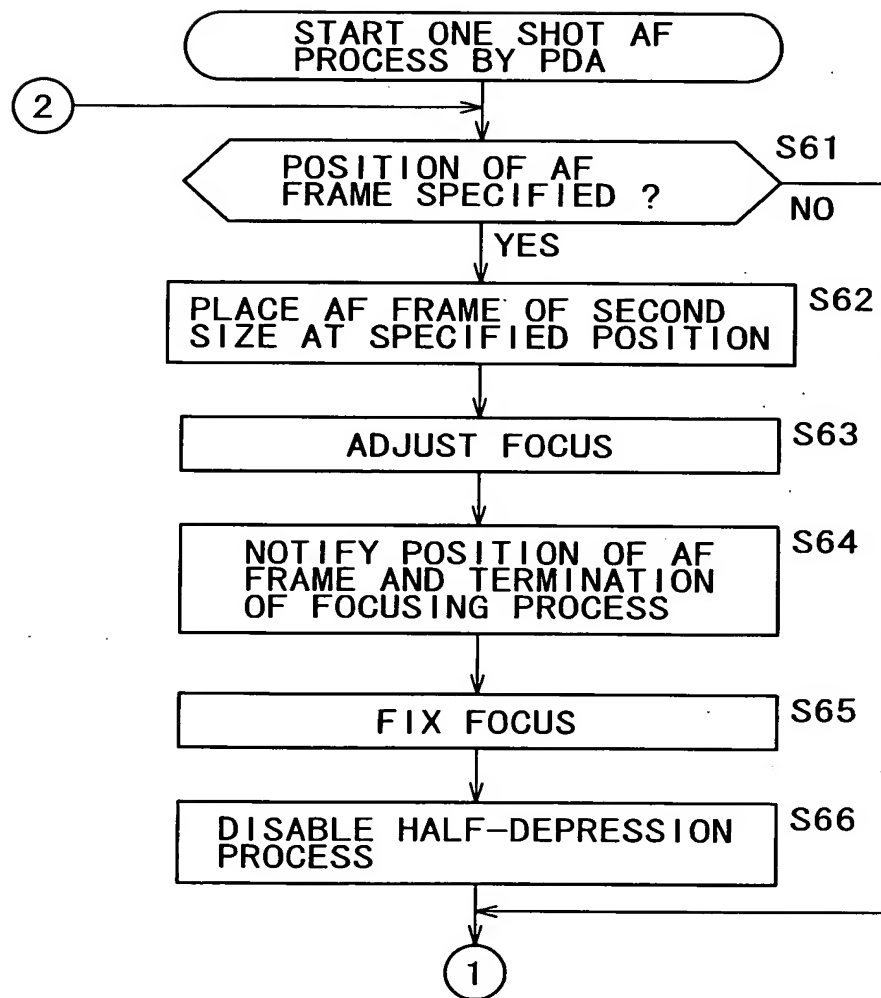 START ONE SHOT AF
PROCESS BY PDA
2
S61
POSITION OF AF
FRAME SPECIFIED ?
NO
YES
S62
PLACE AF FRAME OF SECOND
SIZE AT SPECIFIED POSITION
S63
ADJUST FOCUS
S64
NOTIFY POSITION OF AF
FRAME AND TERMINATION
OF FOCUSING PROCESS
S65
FIX FOCUS
S66
DISABLE HALF-DEPRESSION
PROCESS
1